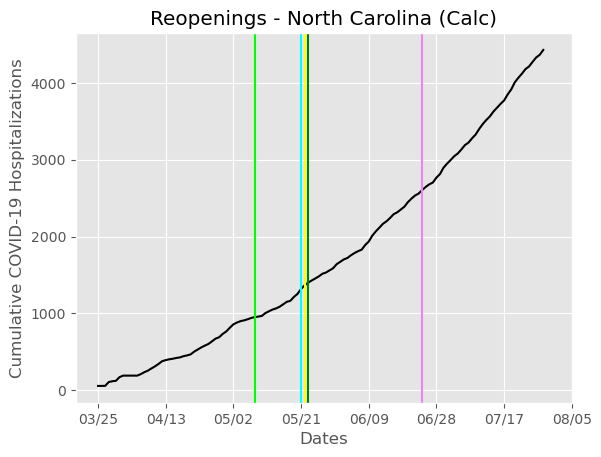 Reopenings - North Carolina (Calc)
Cumulative COVID-19 Hospitalizations
4000
3000
2000
1000
0
03/25 04/13 05/02 05/21 06/09 06/28 07/17 08/05
Dates